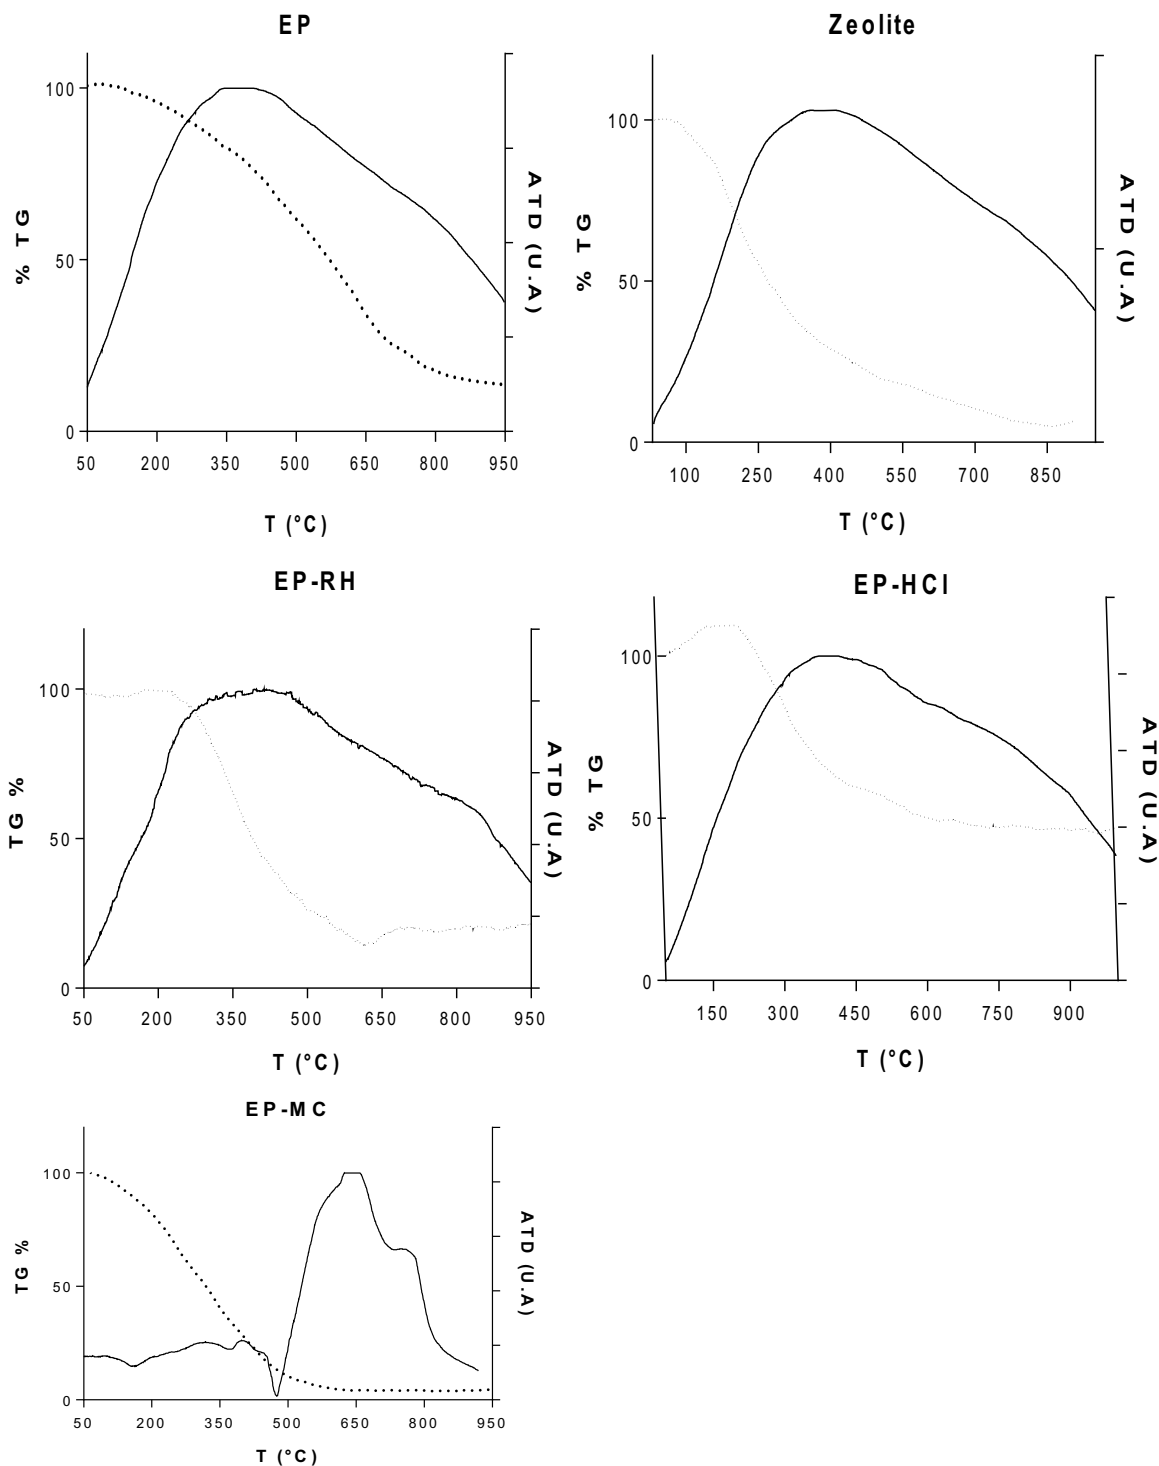 EP
100
50
0
50 200 350 500 650 800 950
% TG
ATD (U.A)
T (°C)
Zeolite
100
50
0
100 250 400 550 700 850
% TG
ATD (U.A)
T (°C)
EP-RH
100
50
0
50 200 350 500 650 800 950
TG %
ATD (U.A)
T (°C)
EP-HCl
100
50
0
150 300 450 600 750 900
% TG
ATD (U.A)
T (°C)
EP-MC
100
50
0
50 200 350 500 650 800 950
TG %
ATD (U.A)
T (°C)